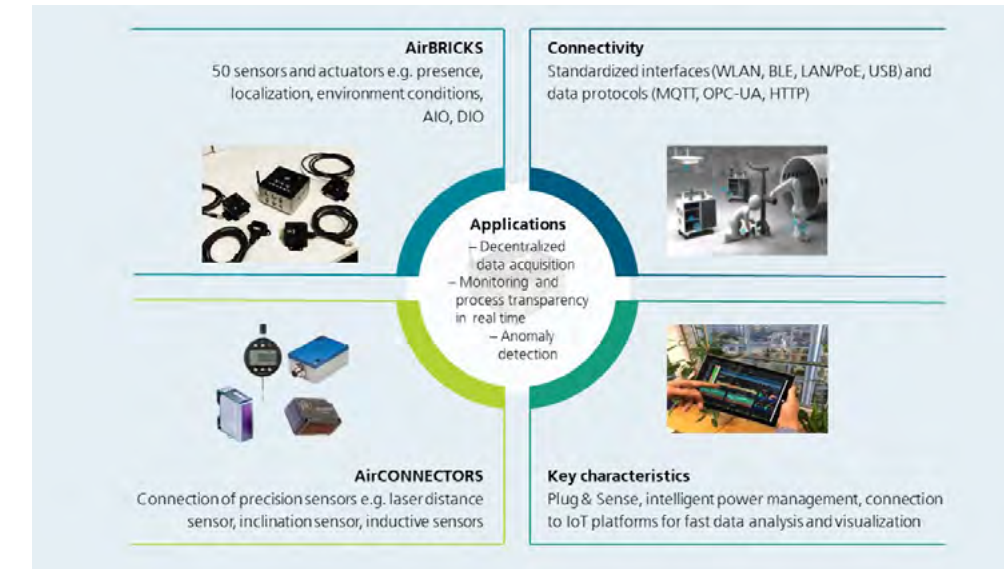 AirBRICKS
50 sensors and actuators e.g. presence,
localization, environment conditions,
AIO, DIO
Connectivity
Standardized interfaces (WLAN, BLE, LAN/PoE, USB) and
data protocols (MQTT, OPC-UA, HTTP)
Applications
– Decentralized
data acquisition
– Monitoring and
process transparency
in real time
– Anomaly
detection
AirCONNECTORS
Connection of precision sensors e.g. laser distance
sensor, inclination sensor, inductive sensors
Key characteristics
Plug & Sense, intelligent power management, connection
to IoT platforms for fast data analysis and visualization